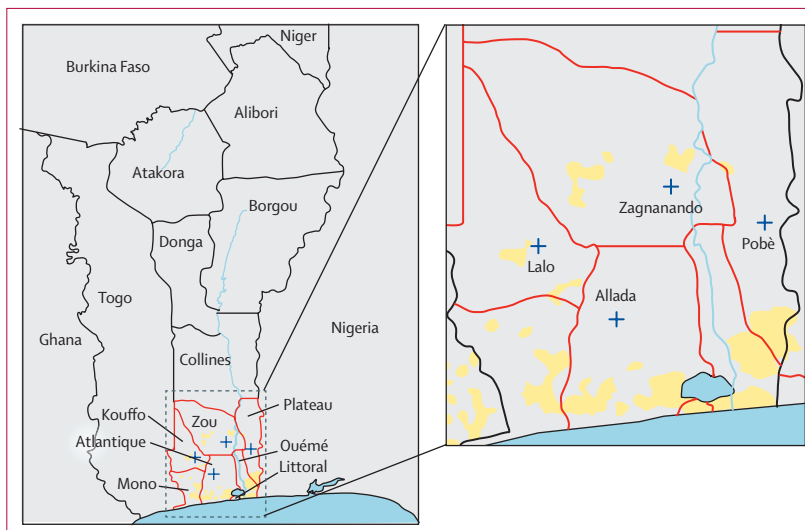 Niger
Burkina Faso
Alibori
Atakora
Borgou
Donga
Togo
Ghana
Nigeria
Collines
Plateau
Kouffo
Zou
Atlantique
Ouémé
Littoral
Mono
Zagnanando
Pobè
Lalo
Allada